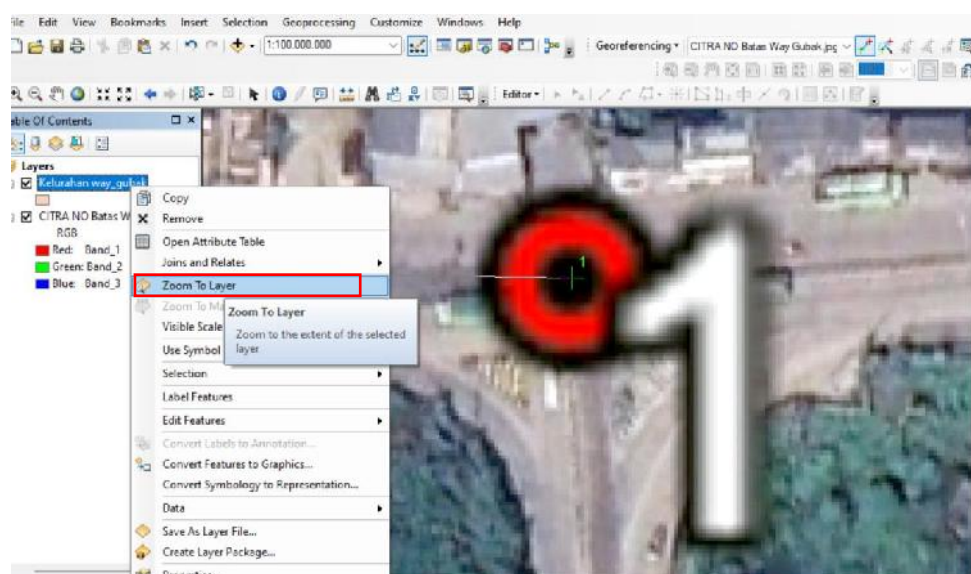 File Edit View Bookmarks Insert Selection Geoprocessing Customize Windows Help
1:100.000.000
Georeferencing CITRA NO Batas Way Gubak.jpg
Editor
Table Of Contents
Layers
Kelurahan way_gubak
CITRA NO Batas W
RGB
Red: Band_1
Green: Band_2
Blue: Band_3
Copy
Remove
Open Attribute Table
Joins and Relates
Zoom To Layer
Zoom To Ma
Visible Scale
Use Symbol
Selection
Label Features
Edit Features
Convert Labels to Annotation...
Convert Features to Graphics...
Convert Symbology to Representation...
Data
Save As Layer File...
Create Layer Package...
Properties
Zoom To Layer
Zoom to the extent of the selected
layer
1
1